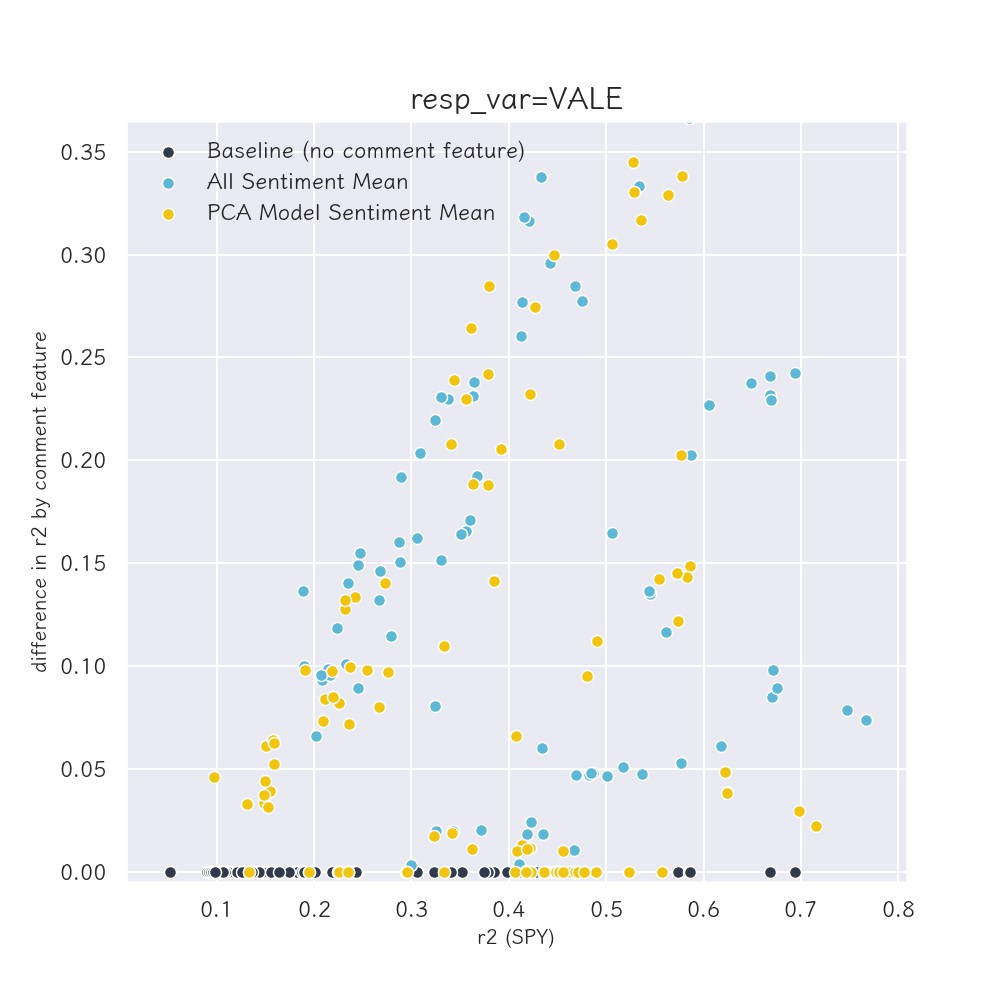 resp_var=VALE
Baseline (no comment feature)
All Sentiment Mean
PCA Model Sentiment Mean
difference in r2 by comment feature
0.35
0.30
0.25
0.20
0.15
0.10
0.05
0.00
0.1 0.2 0.3 0.4 0.5 0.6 0.7 0.8
r2 (SPY)